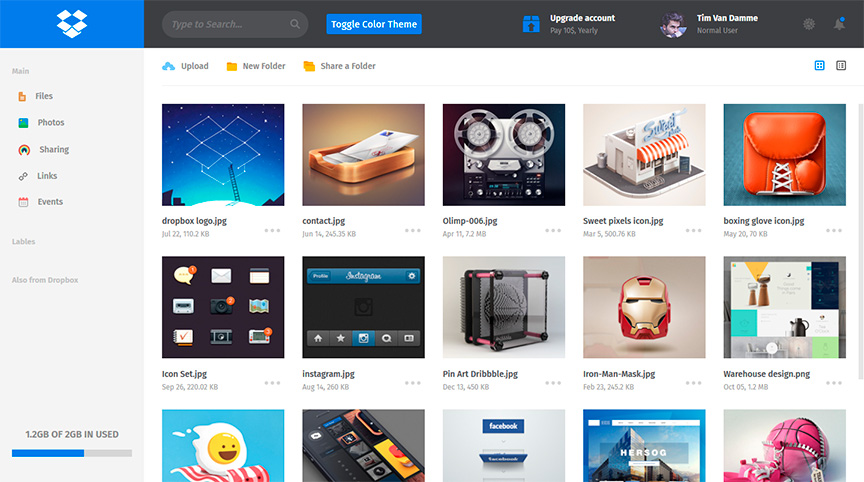 Type to Search...
Toggle Color Theme
Upgrade account
Pay 10$, Yearly
Tim Van Damme
Normal User
Main
Files
Photos
Sharing
Links
Events
Lables
Also from Dropbox
1.2GB OF 2GB IN USED
Upload
New Folder
Share a Folder
dropbox logo.jpg
Jul 22, 110.2 KB
contact.jpg
Jun 14, 245.35 KB
Olimp-006.jpg
Apr 11, 7.2 MB
Sweet
Sweet pixels icon.jpg
Mar 5, 500.76 KB
boxing glove icon.jpg
May 20, 70 KB
Icon Set.jpg
Sep 26, 220.02 KB
Profile
Instagram
instagram.jpg
Aug 14, 260 KB
Pin Art Dribbble.jpg
Dec 13, 450 KB
Iron-Man-Mask.jpg
Feb 23, 245.2 KB
Warehouse design.png
Oct 05, 1.2 MB
facebook
facebook
HERSOG